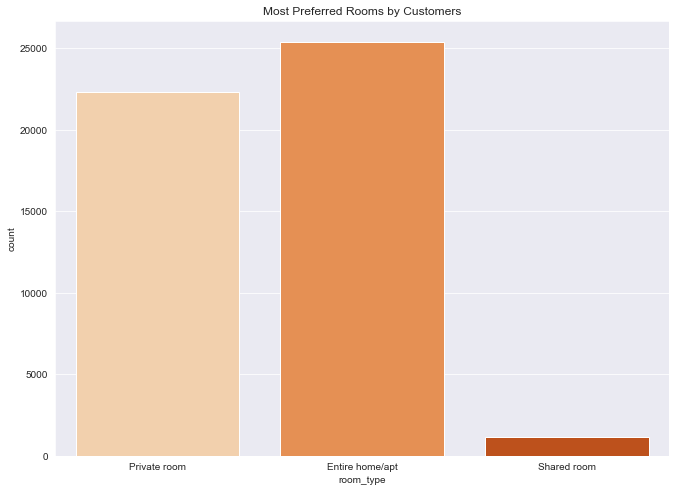 Most Preferred Rooms by Customers
25000
20000
15000
10000
5000
0
count
Private room
Entire home/apt
Shared room
room_type